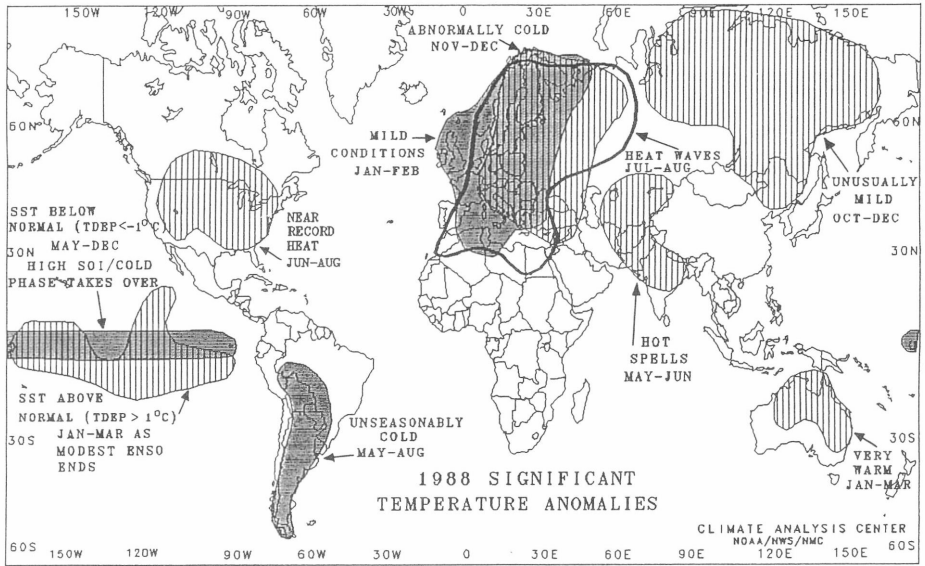 150W 120W 90W 60W 30W 0 30E 60E 90E 120E 150E
ABNORMALLY COLD
NOV-DEC
60N
60N
MILD
CONDITIONS
JAN-FEB
HEAT WAVES
JUL-AUG
UNUSUALLY
MILD
OCT-DEC
SST BELOW
NORMAL (TDEP<-1°C)
MAY-DEC
30N
HIGH SOI/COLD
PHASE TAKES OVER
NEAR
RECORD
HEAT
JUN-AUG
30N
HOT
SPELLS
MAY-JUN
SST ABOVE
NORMAL (TDEP > 1°C)
30S
JAN-MAR AS
MODEST ENSO
ENDS
UNSEASONABLY
COLD
MAY-AUG
30S
VERY
WARM
JAN-MAR
1988 SIGNIFICANT
TEMPERATURE ANOMALIES
CLIMATE ANALYSIS CENTER
NOAA/NWS/NMC
60S 150W 120W 90W 60W 30W 0 30E 60E 90E 120E 150E 60S